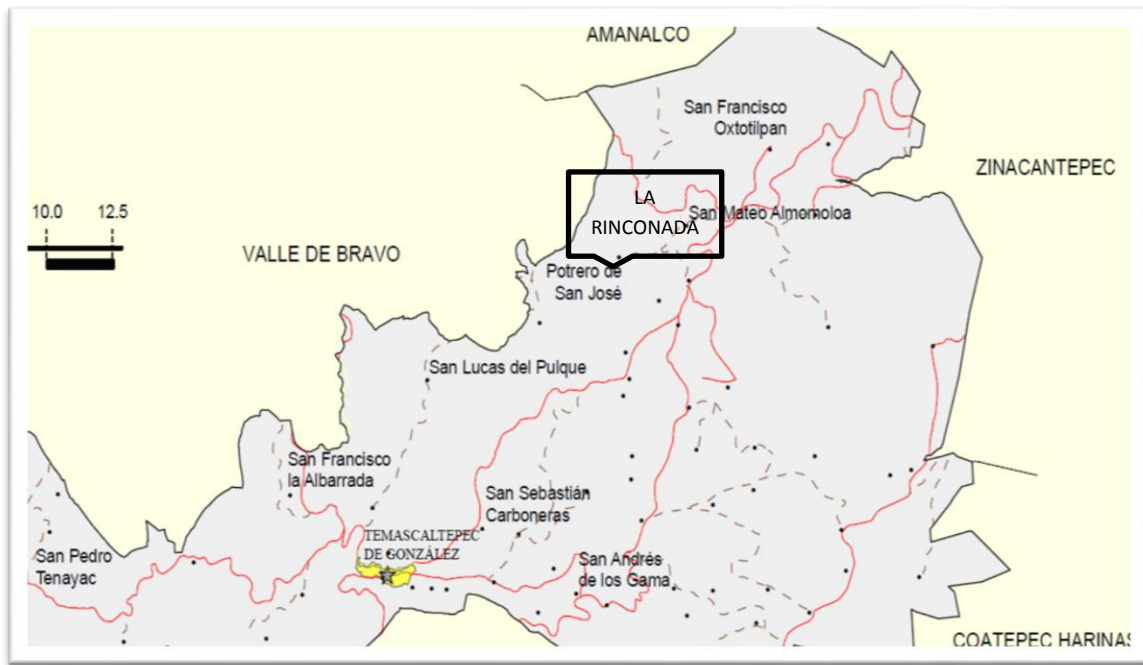 AMANALCO
San Francisco
Oxtotilpan
ZINACANTEPEC
LA
RINCONADA
San Mateo Almomoloa
10.0 12.5
VALLE DE BRAVO
Potrero de
San José
San Lucas del Pulque
San Francisco
la Albarrada
San Sebastián
Carboneras
TEMASCALTEPEC
DE GONZÁLEZ
San Pedro
Tenayac
San Andrés
de los Gama
COATEPEC HARINAS